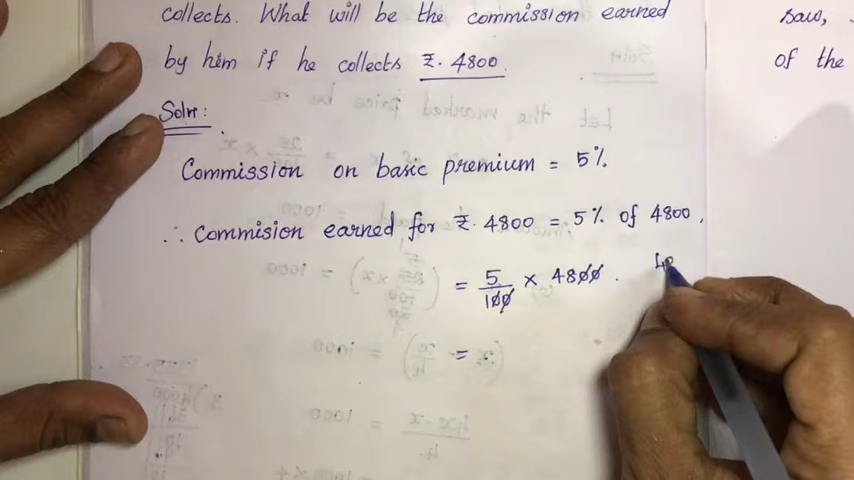 collects. What will be the commission earned
by him if he collects ₹. 4800.
Soln:
Commission on basic premium = 5%.
∴ Commision earned for ₹. 4800 = 5% of 4800.
= 5/100 × 4800.
=
saw,
of the